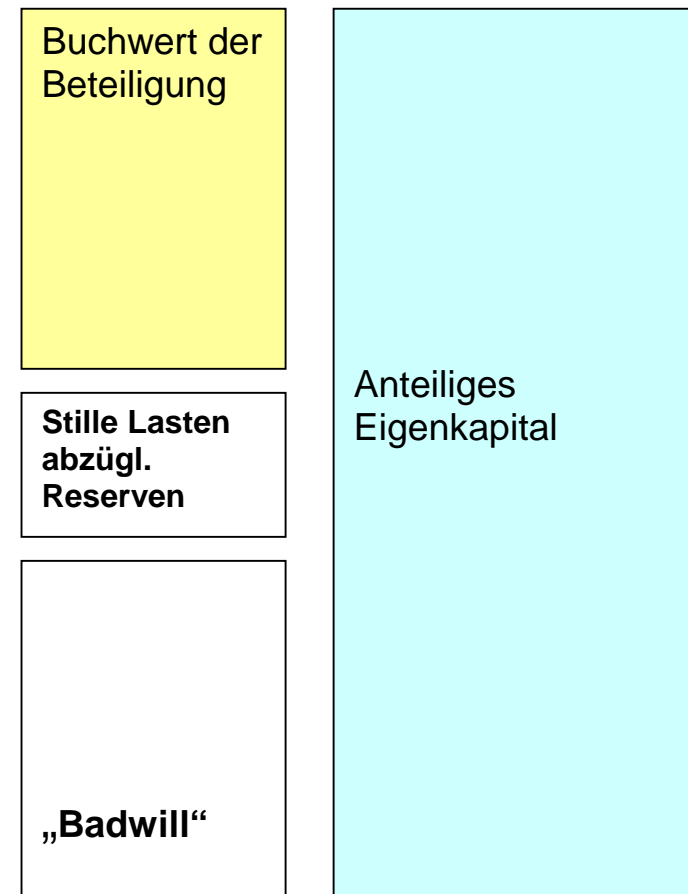 Buchwert der
Beteiligung
Stille Lasten
abzügl.
Reserven
„Badwill“
Anteiliges
Eigenkapital